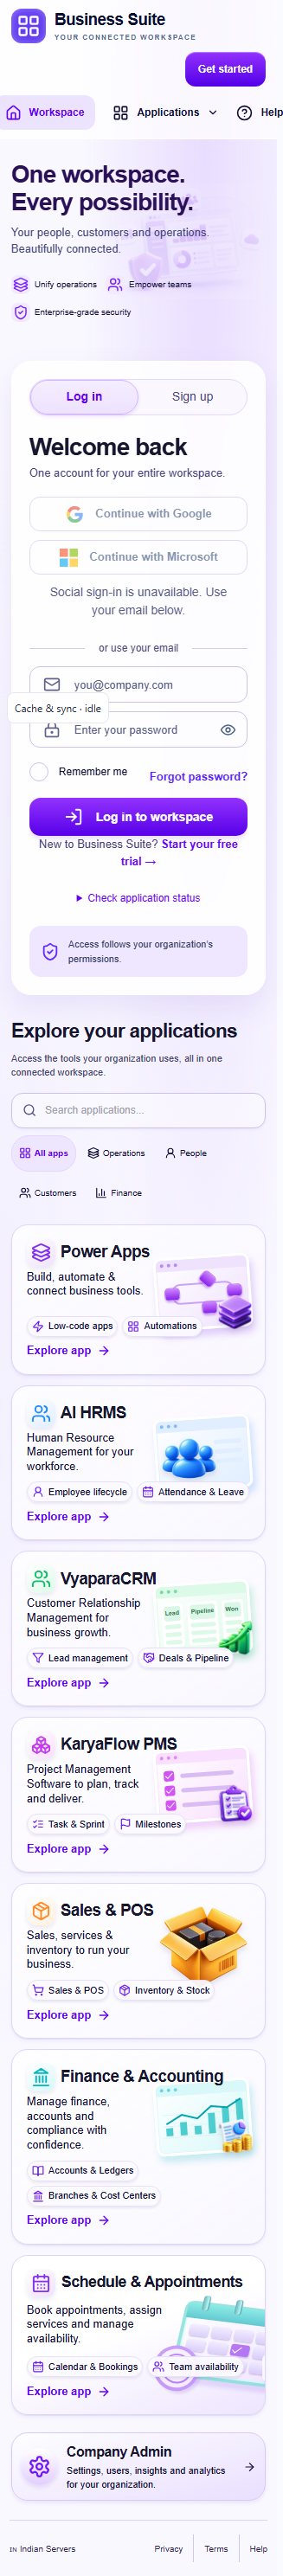 Business Suite
YOUR CONNECTED WORKSPACE
Get started
Workspace
Applications
Help
One workspace.
Every possibility.
Your people, customers and operations.
Beautifully connected.
Unify operations
Empower teams
Enterprise-grade security
Log in
Sign up
Welcome back
One account for your entire workspace.
Continue with Google
Continue with Microsoft
Social sign-in is unavailable. Use
your email below.
or use your email
you@company.com
Cache & sync · idle
Enter your password
Remember me
Forgot password?
Log in to workspace
New to Business Suite? Start your free
trial →
▶ Check application status
Access follows your organization's
permissions.
Explore your applications
Access the tools your organization uses, all in one
connected workspace.
Search applications...
All apps
Operations
People
Customers
Finance
Power Apps
Build, automate &
connect business tools.
Low-code apps
Automations
Explore app →
AI HRMS
Human Resource
Management for your
workforce.
Employee lifecycle
Attendance & Leave
Explore app →
VyaparaCRM
Customer Relationship
Management for
business growth.
Lead
Pipeline
Won
Lead management
Deals & Pipeline
Explore app →
KaryaFlow PMS
Project Management
Software to plan, track
and deliver.
Task & Sprint
Milestones
Explore app →
Sales & POS
Sales, services &
inventory to run your
business.
Sales & POS
Inventory & Stock
Explore app →
Finance & Accounting
Manage finance,
accounts and
compliance with
confidence.
Accounts & Ledgers
Branches & Cost Centers
Explore app →
Schedule & Appointments
Book appointments, assign
services and manage
availability.
Calendar & Bookings
Team availability
Explore app →
Company Admin
Settings, users, insights and analytics
for your organization.
IN Indian Servers
Privacy
Terms
Help